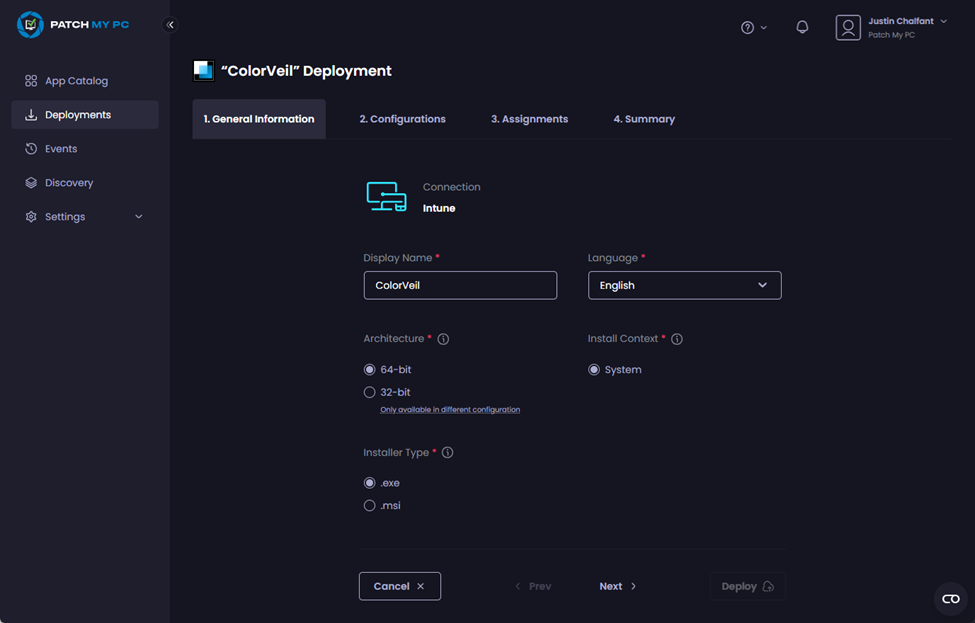 PATCH MY PC
Justin Chalfant
Patch My PC
App Catalog
Deployments
Events
Discovery
Settings
“ColorVeil” Deployment
1. General Information
2. Configurations
3. Assignments
4. Summary
Connection
Intune
Display Name *
Language *
ColorVeil
English
Architecture *
Install Context *
64-bit
System
32-bit
Only available in different configuration
Installer Type *
.exe
.msi
Cancel
Prev
Next
Deploy